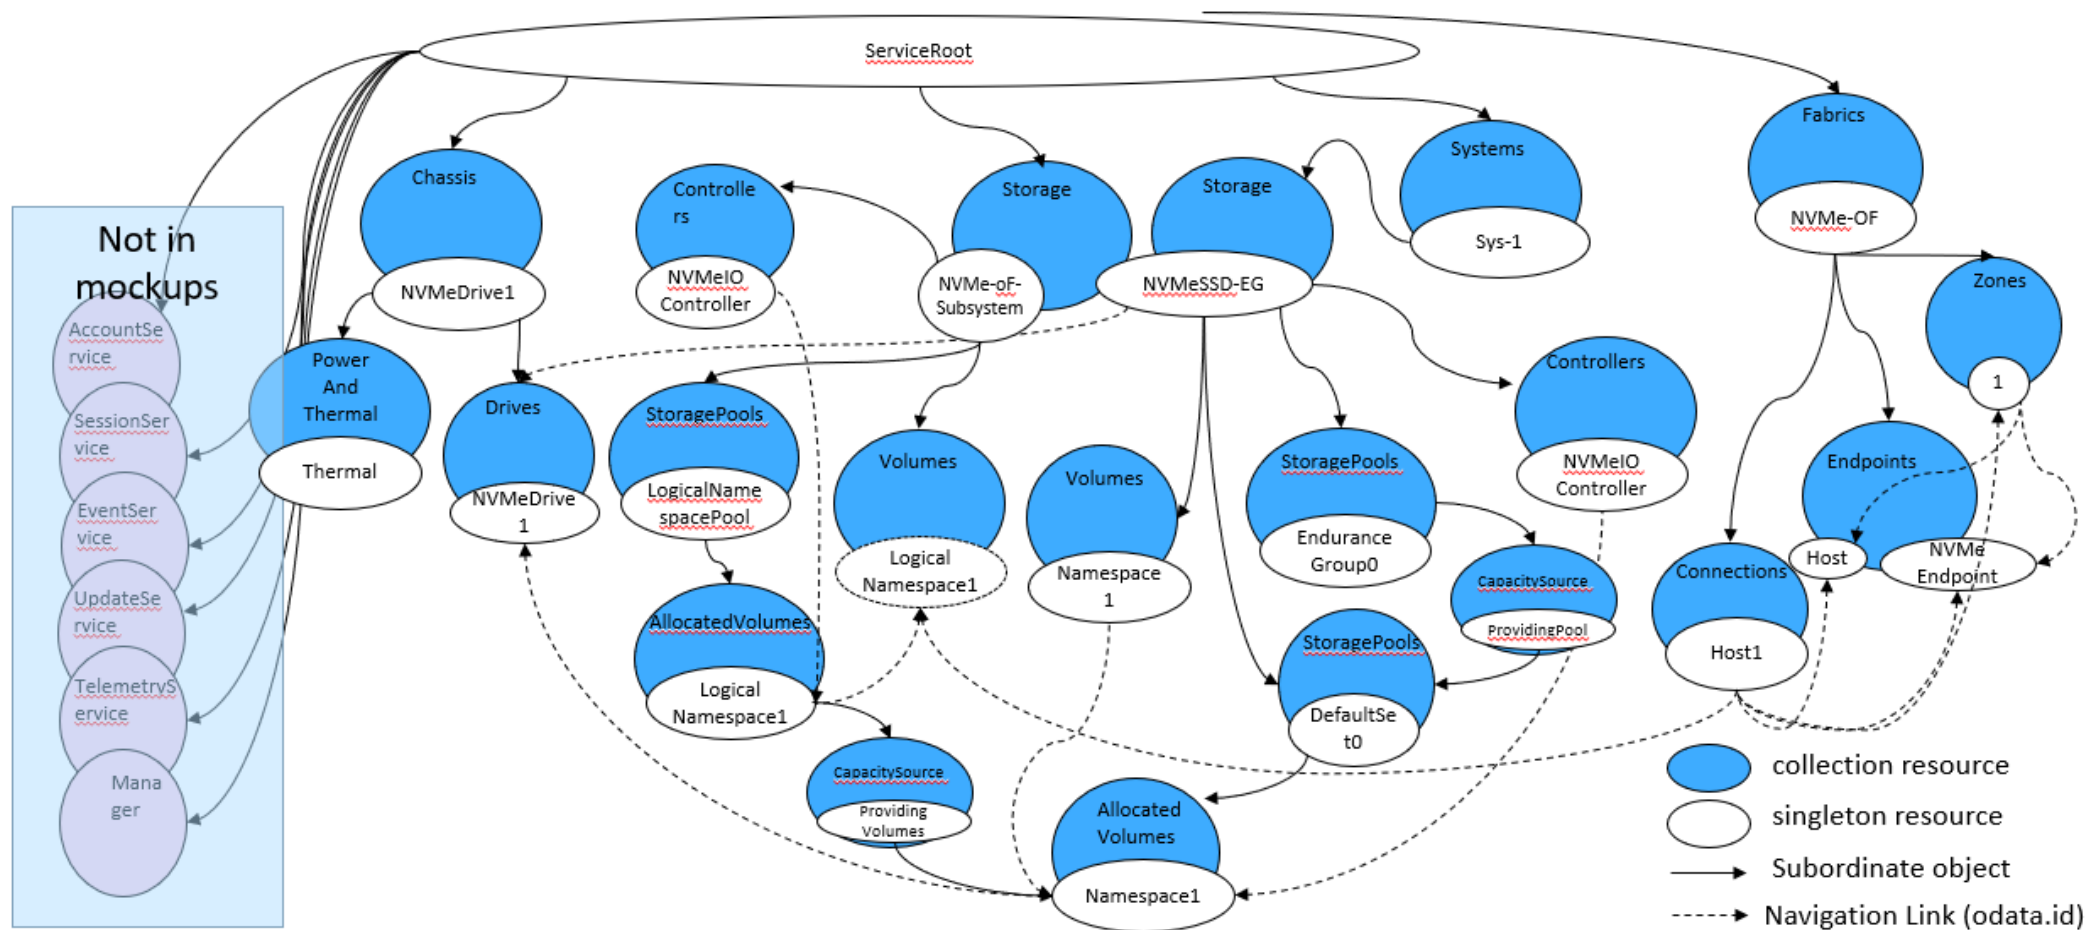 ServiceRoot
Fabrics
NVMe-OF
Systems
Sys-1
Chassis
NVMeDrive1
Controlle
rs
NVMeIO
Controller
Storage
NVMe-oF-
Subsystem
Storage
NVMeSSD-EG
Zones
1
Not in
mockups
AccountSe
rvice
SessionSer
vice
EventSer
vice
UpdateSe
rvice
TelemetryS
ervice
Mana
ger
Power
And
Thermal
Thermal
Drives
NVMeDrive
1
StoragePools
LogicalName
spacePool
Volumes
Logical
Namespace1
Volumes
Namespace
1
StoragePools
Endurance
Group0
Controllers
NVMeIO
Controller
Endpoints
Host
NVMe
Endpoint
CapacitySource
ProvidingPool
Connections
Host1
AllocatedVolumes
Logical
Namespace1
StoragePools
DefaultSe
t0
CapacitySource
Providing
Volumes
Allocated
Volumes
Namespace1
collection resource
singleton resource
Subordinate object
Navigation Link (odata.id)